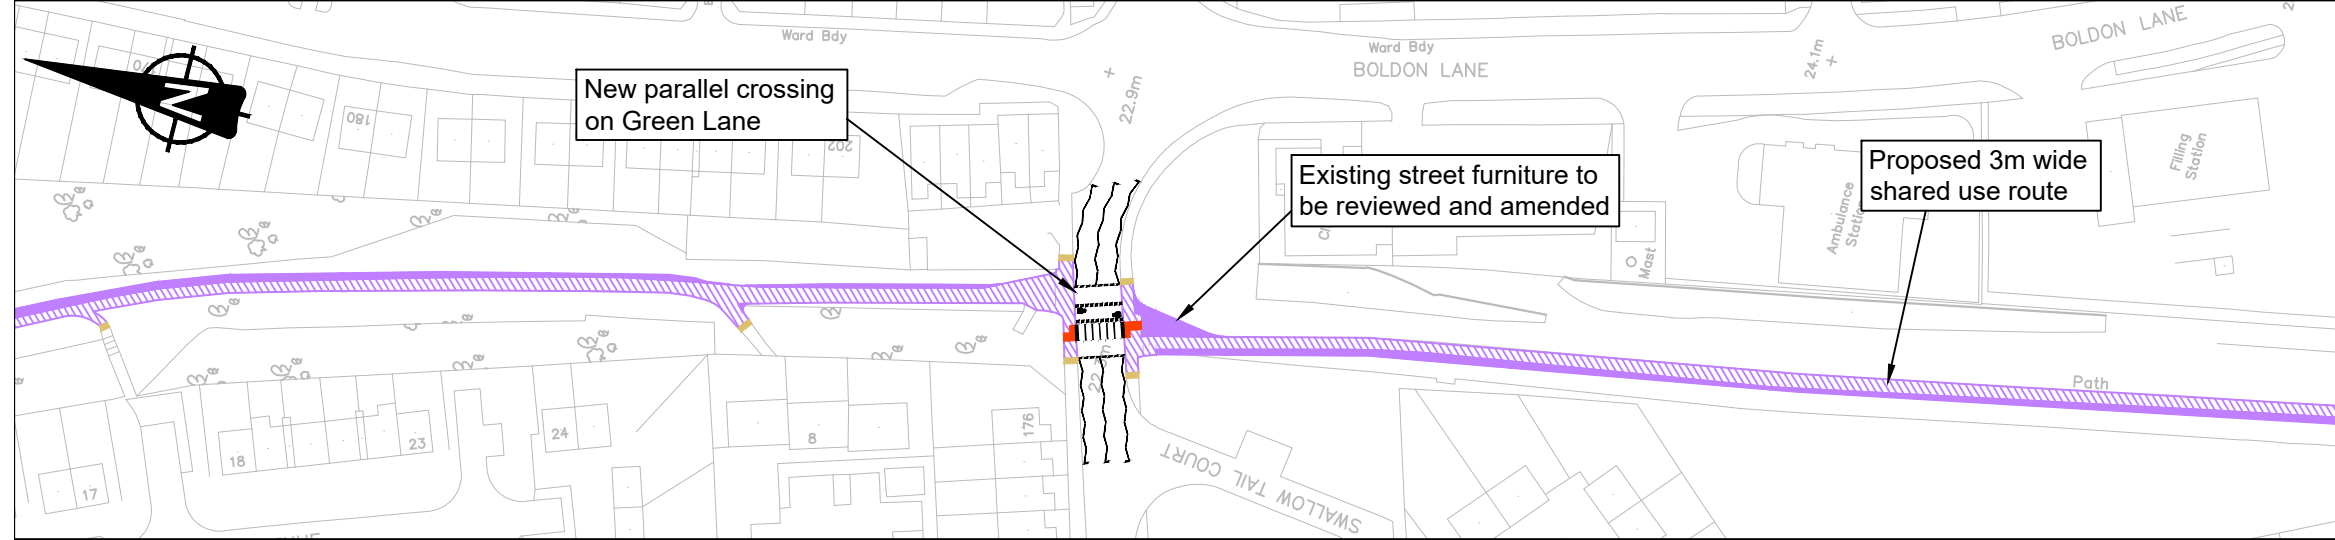 Ward Bdy
Ward Bdy
BOLDON LANE
BOLDON LANE
24.1m
22.9m
N
180
202
New parallel crossing
on Green Lane
Existing street furniture to
be reviewed and amended
Proposed 3m wide
shared use route
Filling
Station
Ambulance
Mast
Path
17
18
23
24
8
176
SWALLOW TAIL COURT